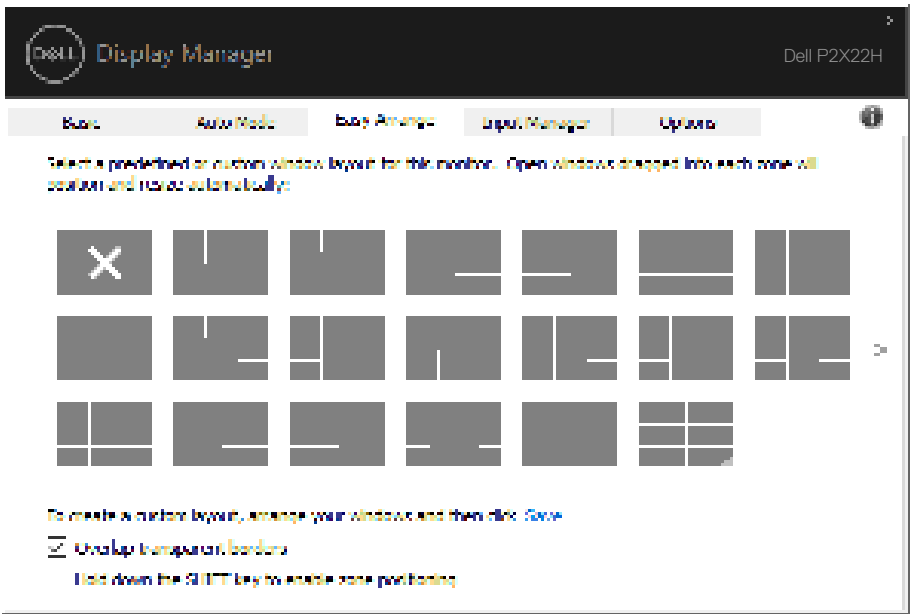 DELL Display Manager
Dell P2X22H
Basic Auto Mode Easy Arrange Input Manager Options
Select a predefined or custom window layout for this monitor. Open windows dragged into each zone will
position and resize automatically:
To create a custom layout, arrange your windows and then click Save
Overlap transparent borders
Hold down the SHIFT key to enable zone positioning